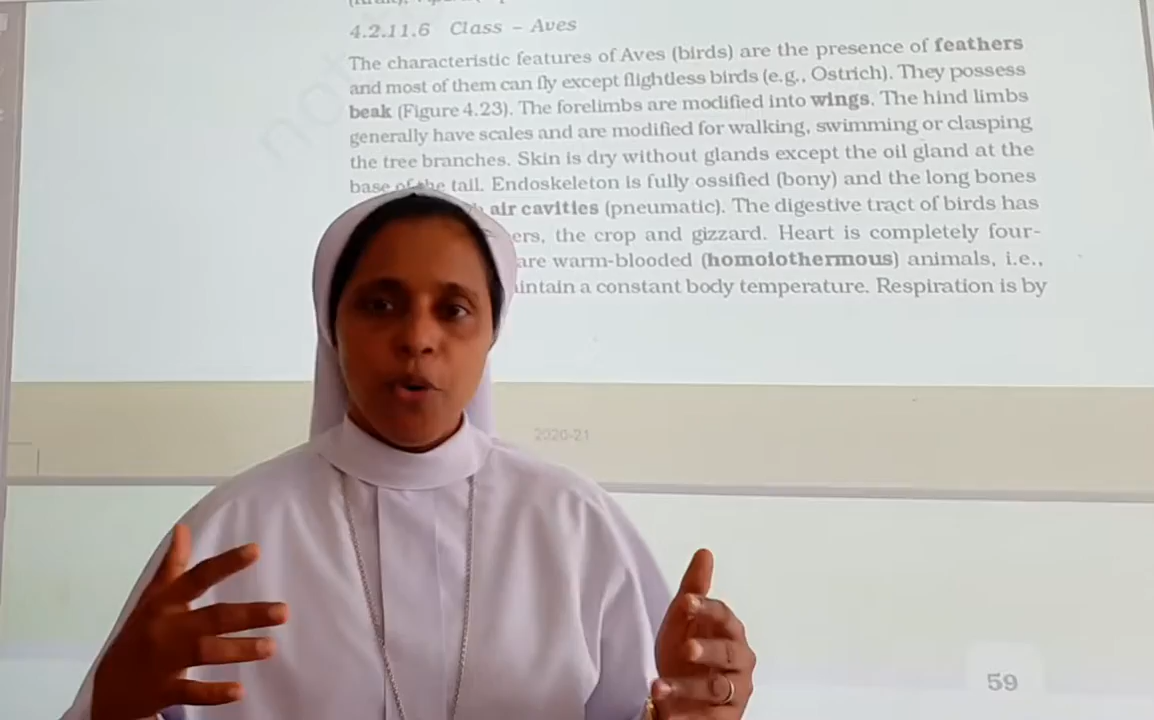 4.2.11.6 Class – Aves
The characteristic features of Aves (birds) are the presence of feathers
and most of them can fly except flightless birds (e.g., Ostrich). They possess
beak (Figure 4.23). The forelimbs are modified into wings. The hind limbs
generally have scales and are modified for walking, swimming or clasping
the tree branches. Skin is dry without glands except the oil gland at the
base of the tail. Endoskeleton is fully ossified (bony) and the long bones
air cavities (pneumatic). The digestive tract of birds has
ers, the crop and gizzard. Heart is completely four-
are warm-blooded (homoiothermous) animals, i.e.,
intain a constant body temperature. Respiration is by
2020-21
59